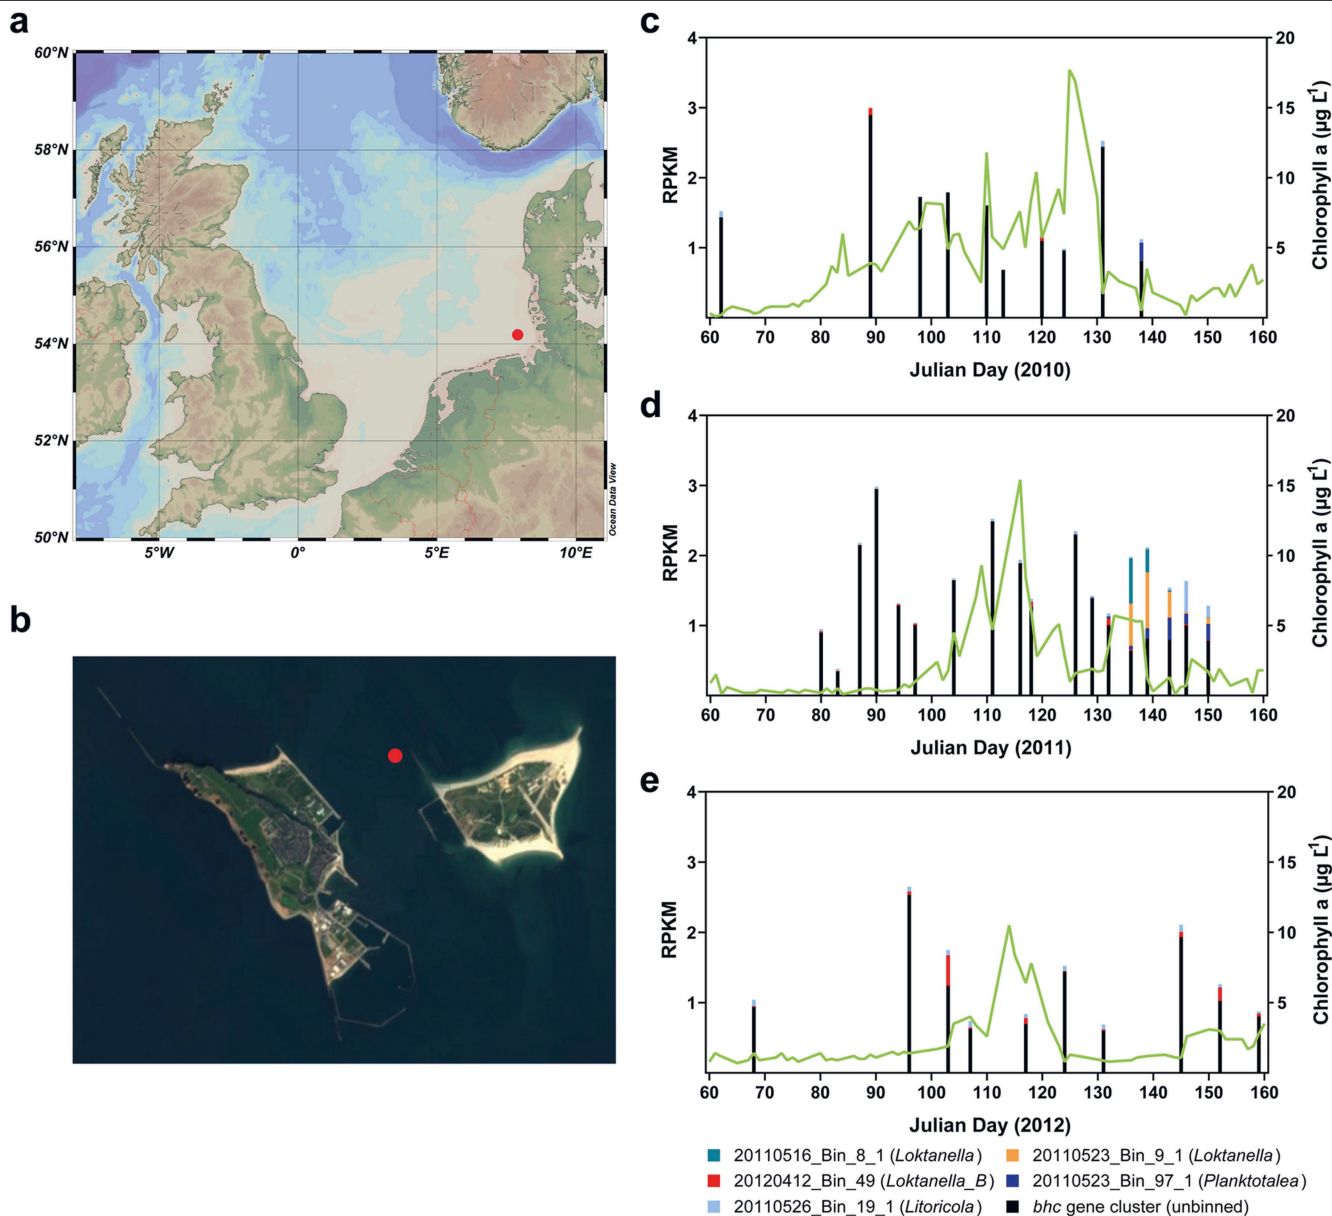 a
60°N
58°N
56°N
54°N
52°N
50°N
5°W
0°
5°E
10°E
Ocean Data View
b
c
4
3
2
1
RPKM
20
15
10
5
Chlorophyll a (µg L-1)
60 70 80 90 100 110 120 130 140 150 160
Julian Day (2010)
d
4
3
2
1
RPKM
20
15
10
5
Chlorophyll a (µg L-1)
60 70 80 90 100 110 120 130 140 150 160
Julian Day (2011)
e
4
3
2
1
RPKM
20
15
10
5
Chlorophyll a (µg L-1)
60 70 80 90 100 110 120 130 140 150 160
Julian Day (2012)
20110516_Bin_8_1 (Loktanella) 20110523_Bin_9_1 (Loktanella)
20120412_Bin_49 (Loktanella_B) 20110523_Bin_97_1 (Planktotalea)
20110526_Bin_19_1 (Litoricola) bhc gene cluster (unbinned)